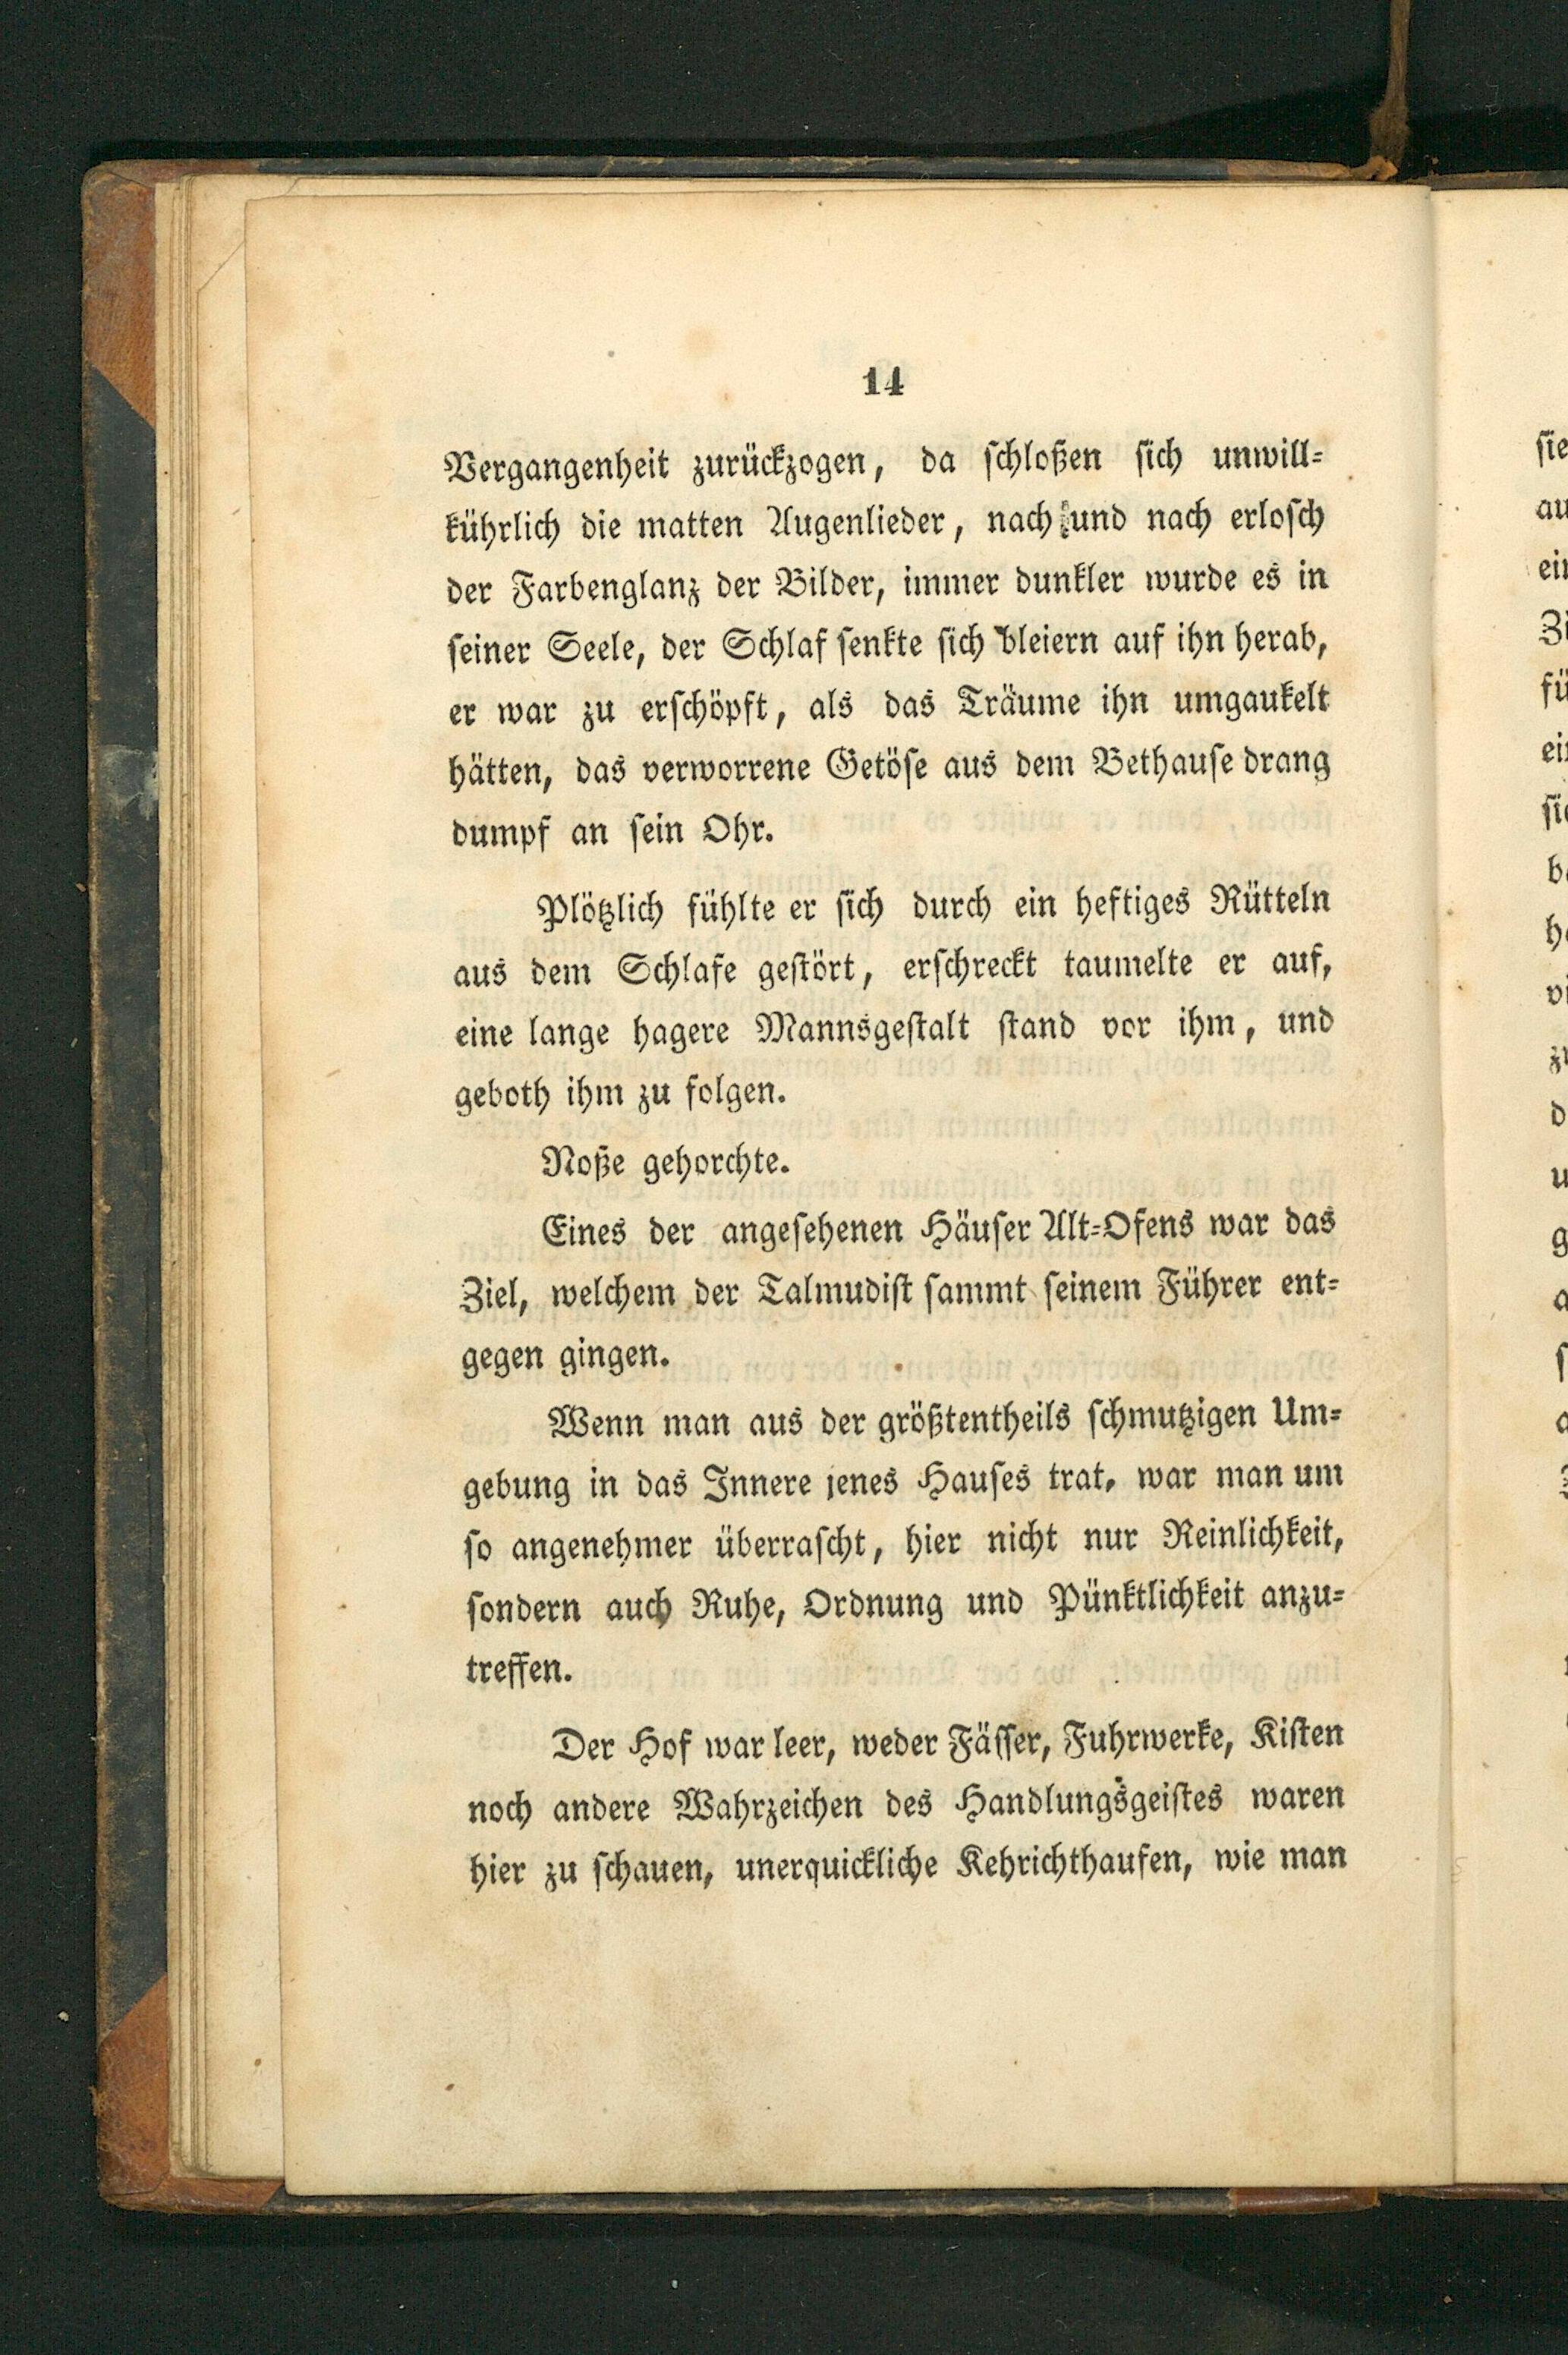 14
Vergangenheit zurückzogen, da ſchloßen ſich unwill⸗
kührlich die matten Augenlieder, nach und nach erloſch
der Farbenglanz der Bilder, immer dunkler wurde es in
ſeiner Seele, der Schlaf ſenkte ſich bleiern auf ihn herab,
er war zu erſchöpft, als das Träume ihn umgaukelt
hätten, das verworrene Getöſe aus dem Bethauſe drang
dumpf an ſein Ohr.
Plötzlich fühlte er ſich durch ein heftiges Rütteln
aus dem Schlafe geſtört, erſchreckt taumelte er auf,
eine lange hagere Mannsgeſtalt ſtand vor ihm, und
geboth ihm zu folgen.
Noße gehorchte.
Eines der angeſehenen Häuſer Alt⸗Ofens war das
Ziel, welchem der Talmudiſt ſammt ſeinem Führer ent⸗
gegen gingen.
Wenn man aus der größtentheils ſchmutzigen Um⸗
gebung in das Innere jenes Hauſes trat, war man um
ſo angenehmer überraſcht, hier nicht nur Reinlichkeit,
ſondern auch Ruhe, Ordnung und Pünktlichkeit anzu⸗
treffen.
Der Hof war leer, weder Fäſſer, Fuhrwerke, Kiſten
noch andere Wahrzeichen des Handlungsgeiſtes waren
hier zu ſchauen, unerquickliche Kehrichthaufen, wie man